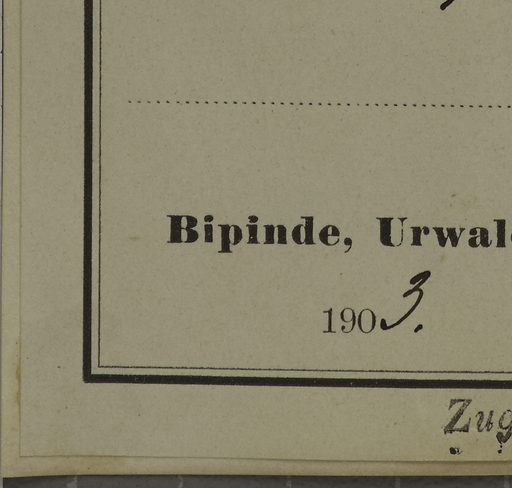 Bipinde, Urwal
1903.
Zug